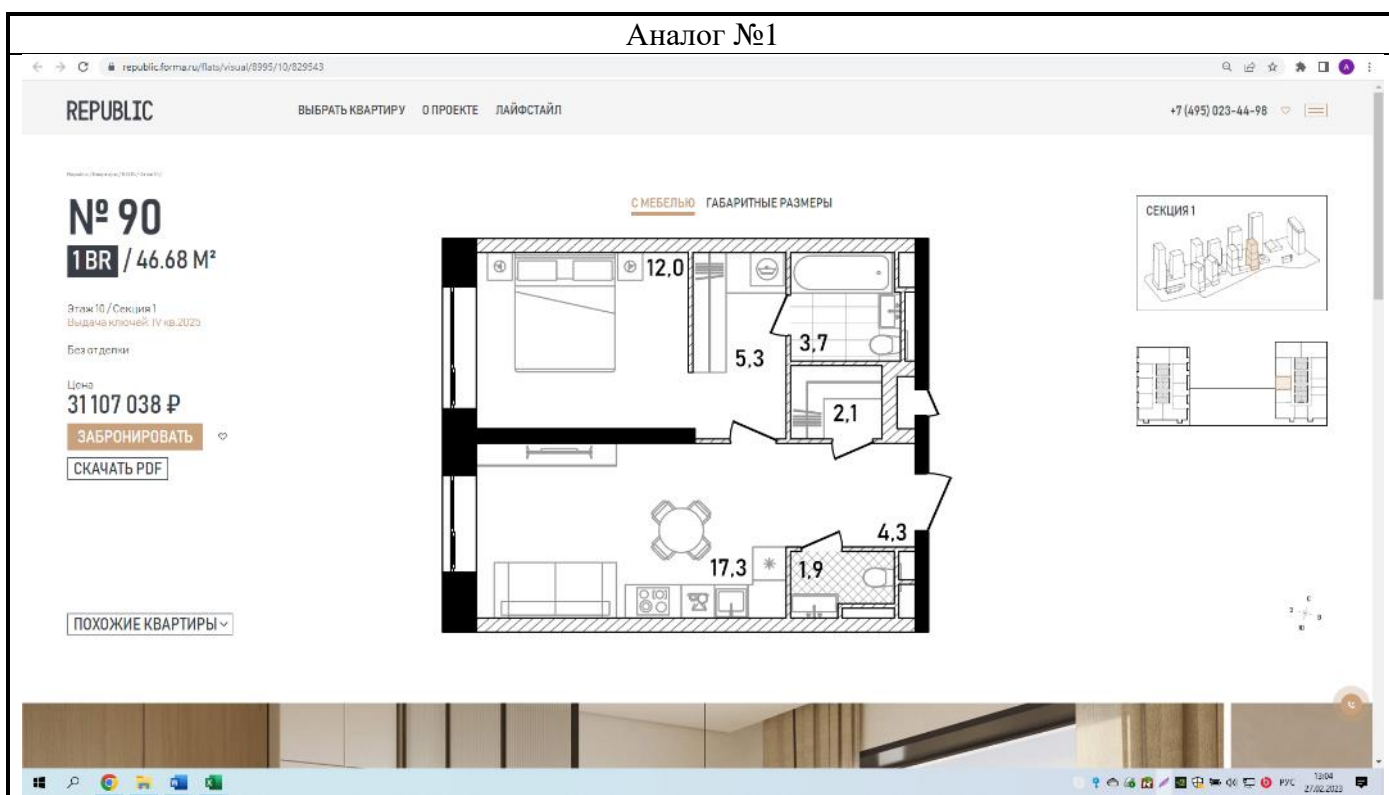 Аналог №1
republic.forma.ru/flats/visual/8995/10/829543
REPUBLIC
ВЫБРАТЬ КВАРТИРУ О ПРОЕКТЕ ЛАЙФСТАЙЛ
+7 (495) 023-44-98
№ 90
1 BR / 46.68 М²
Этаж 10 / Секция 1
Выдача ключей: IV кв.2025
Без отделки
Цена
31 107 038 ₽
ЗАБРОНИРОВАТЬ
СКАЧАТЬ PDF
ПОХОЖИЕ КВАРТИРЫ
С МЕБЕЛЬЮ ГАБАРИТНЫЕ РАЗМЕРЫ
12,0
5,3
3,7
2,1
4,3
17,3
1,9
СЕКЦИЯ 1
С
З В
Ю
A
РУС
13:04
27.02.2023